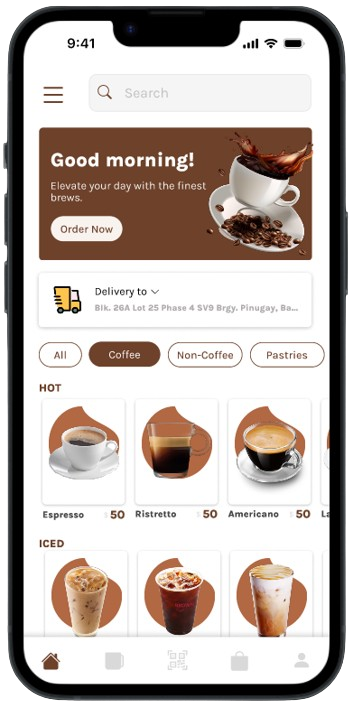 9:41
Search
Good morning!
Elevate your day with the finest
brews.
Order Now
Delivery to
Blk. 26A Lot 25 Phase 4 SV9 Brgy. Pinugay, Ba...
All
Coffee
Non-Coffee
Pastries
HOT
Espresso 50
Ristretto 50
Americano 50
La
ICED